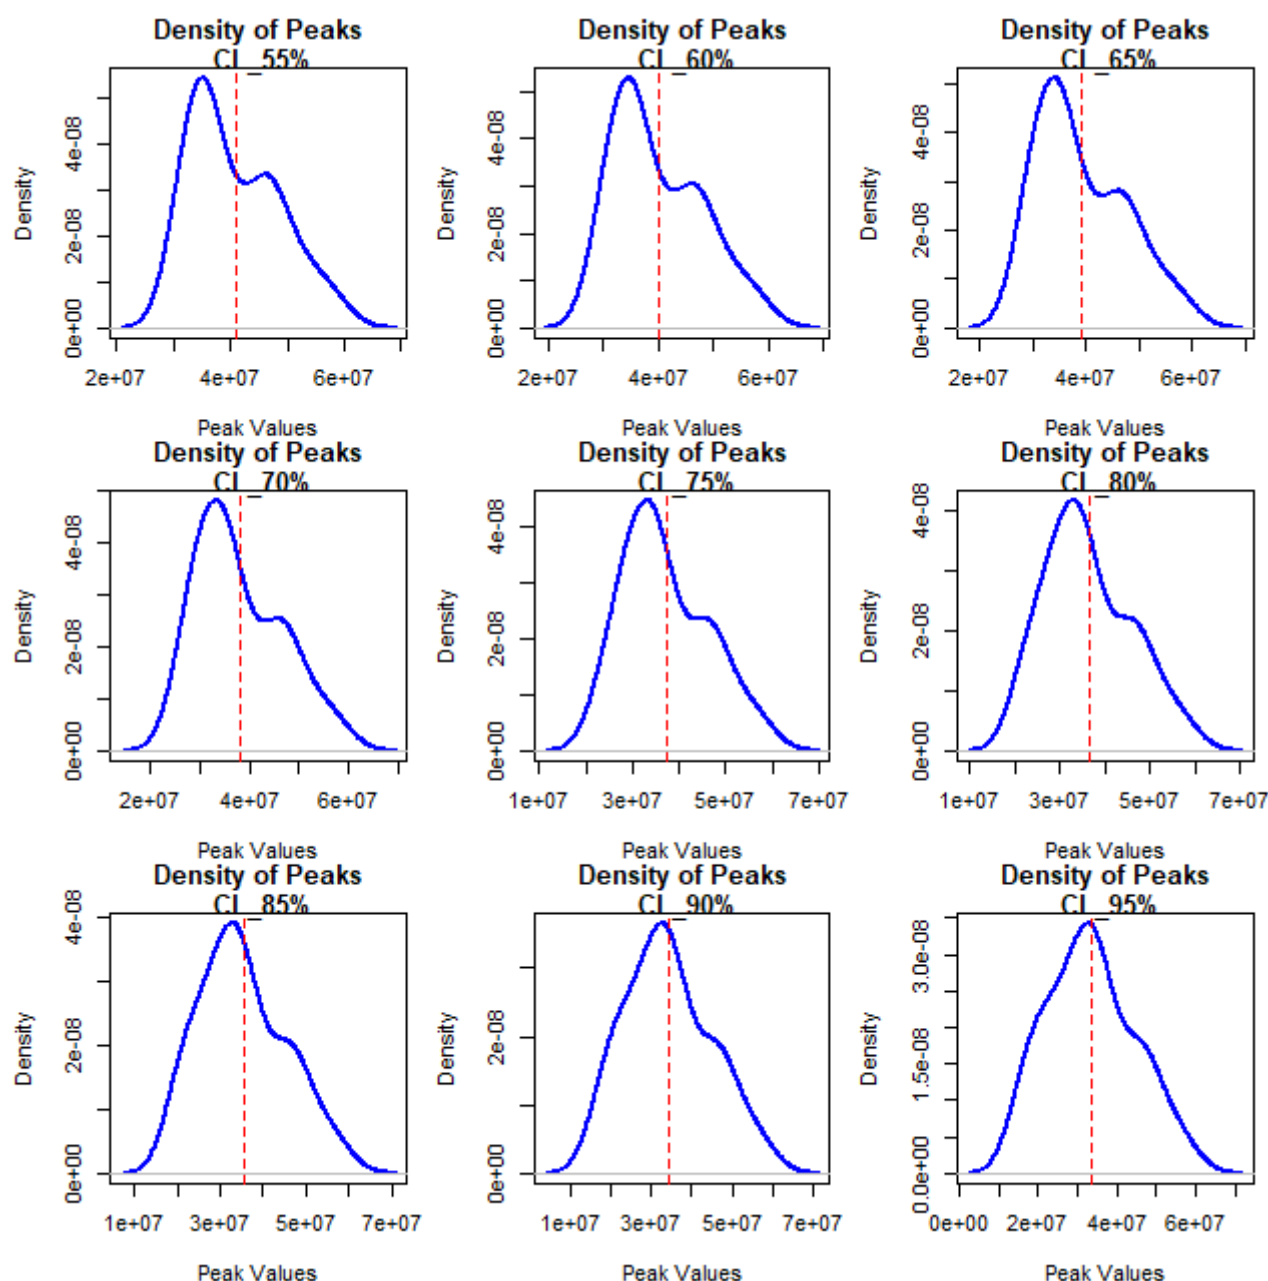 Density of Peaks
CI_55%
Density
0e+00 2e-08 4e-08
2e+07 4e+07 6e+07
Peak Values
Density of Peaks
CI_60%
Density
0e+00 2e-08 4e-08
2e+07 4e+07 6e+07
Peak Values
Density of Peaks
CI_65%
Density
0e+00 2e-08 4e-08
2e+07 4e+07 6e+07
Peak Values
Density of Peaks
CI_70%
Density
0e+00 2e-08 4e-08
2e+07 4e+07 6e+07
Peak Values
Density of Peaks
CI_75%
Density
0e+00 2e-08 4e-08
1e+07 3e+07 5e+07 7e+07
Peak Values
Density of Peaks
CI_80%
Density
0e+00 2e-08 4e-08
1e+07 3e+07 5e+07 7e+07
Peak Values
Density of Peaks
CI_85%
Density
0e+00 2e-08 4e-08
1e+07 3e+07 5e+07 7e+07
Peak Values
Density of Peaks
CI_90%
Density
0e+00 2e-08
1e+07 3e+07 5e+07 7e+07
Peak Values
Density of Peaks
CI_95%
Density
0.0e+00 1.5e-08 3.0e-08
0e+00 2e+07 4e+07 6e+07
Peak Values